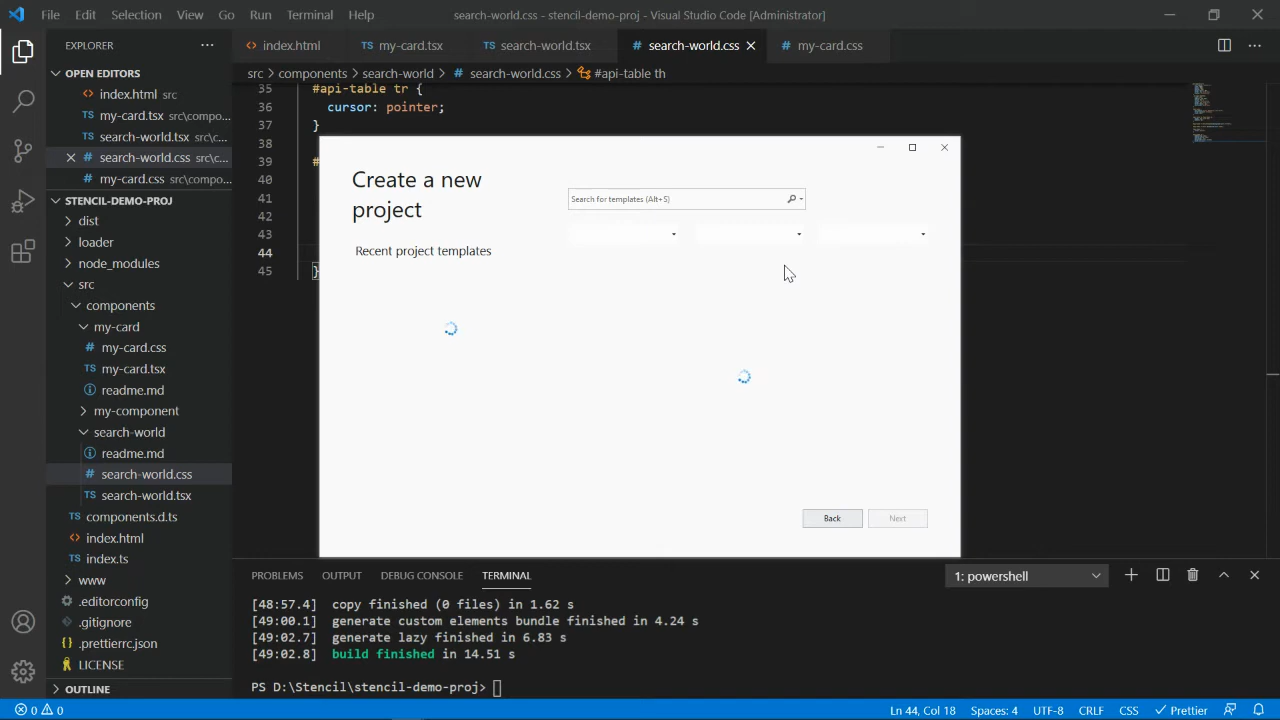 File Edit Selection View Go Run Terminal Help
search-world.css - stencil-demo-proj - Visual Studio Code [Administrator]
EXPLORER
OPEN EDITORS
index.html src
my-card.tsx src\compo...
search-world.tsx src\c...
search-world.css src\c...
my-card.css src\compo...
STENCIL-DEMO-PROJ
dist
loader
node_modules
src
components
my-card
my-card.css
my-card.tsx
readme.md
my-component
search-world
readme.md
search-world.css
search-world.tsx
components.d.ts
index.html
index.ts
www
.editorconfig
.gitignore
.prettierrc.json
LICENSE
OUTLINE
index.html
my-card.tsx
search-world.tsx
search-world.css
my-card.css
src > components > search-world > # search-world.css > #api-table th
35 #api-table tr {
36 cursor: pointer;
37 }
38
39 #
40
41
42
43
44
45 }
Create a new
project
Recent project templates
Search for templates (Alt+S)
Back
Next
PROBLEMS OUTPUT DEBUG CONSOLE TERMINAL
1: powershell
[48:57.4] copy finished (0 files) in 1.62 s
[49:00.1] generate custom elements bundle finished in 4.24 s
[49:02.7] generate lazy finished in 6.83 s
[49:02.8] build finished in 14.51 s
PS D:\Stencil\stencil-demo-proj>
0 0
Ln 44, Col 18 Spaces: 4 UTF-8 CRLF CSS Prettier